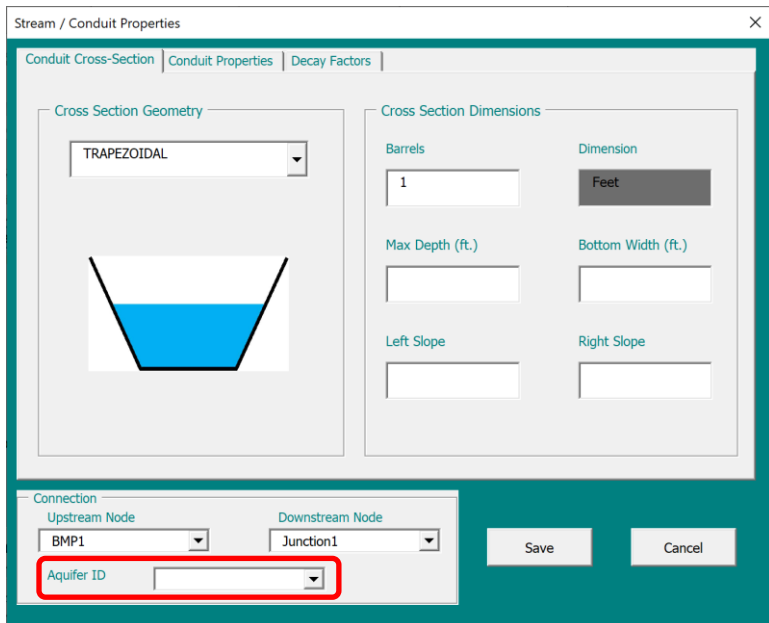 Stream / Conduit Properties
Conduit Cross-Section Conduit Properties Decay Factors
Cross Section Geometry
TRAPEZOIDAL
Cross Section Dimensions
Barrels Dimension
1 Feet
Max Depth (ft.) Bottom Width (ft.)
Left Slope Right Slope
Connection
Upstream Node Downstream Node
BMP1 Junction1
Aquifer ID
Save Cancel